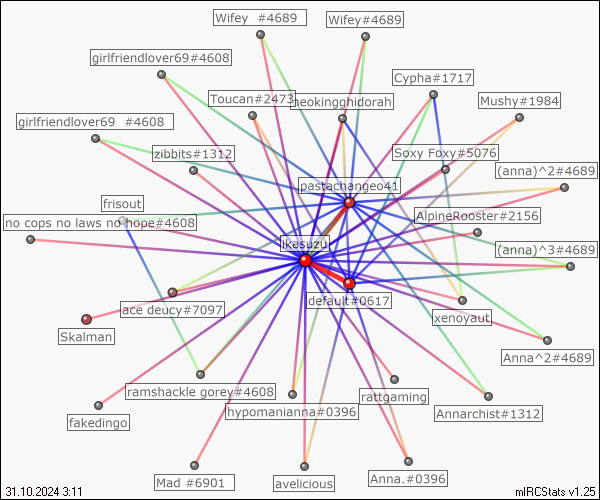 Wifey  #4689
Wifey#4689
girlfriendlover69#4608
Cypha#1717
Toucan#2473
heokingghidorah
Mushy#1984
girlfriendlover69  #4608
zibbits#1312
Soxy Foxy#5076
(anna)^2#4689
pastachangeo41
frisout
AlpineRooster#2156
no cops no laws no hope#4608
ikasuzu
(anna)^3#4689
default#0617
ace deucy#7097
xenoyaut
Skalman
Anna^2#4689
ramshackle gorey#4608
rattgaming
hypomanianna#0396
Annarchist#1312
fakedingo
Anna.#0396
Mad #6901
avelicious
31.10.2024 3:11
mIRCStats v1.25